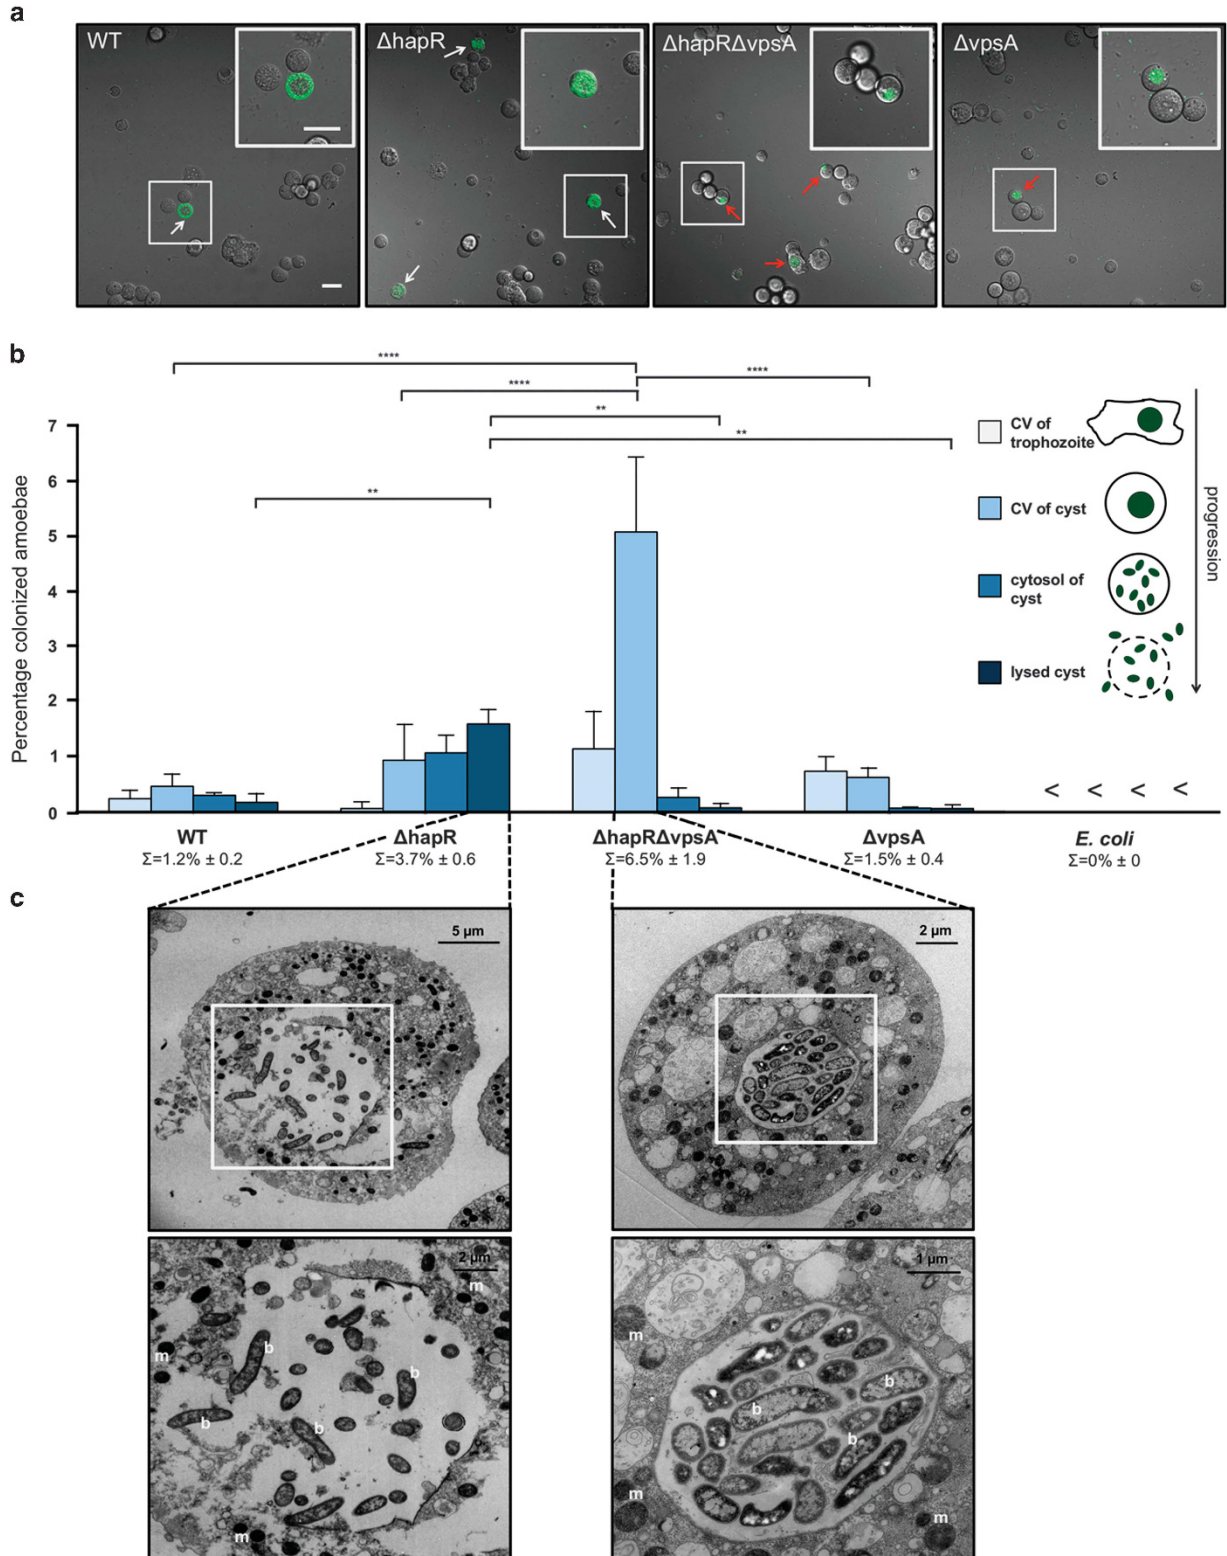 a
WT
ΔhapR
ΔhapRΔvpsA
ΔvpsA
b
****
****
****
**
**
**
Percentage colonized amoebae
7
6
5
4
3
2
1
0
CV of
trophozoite
CV of cyst
cytosol of
cyst
lysed cyst
progression
< < < <
WT
Σ=1.2% ± 0.2
ΔhapR
Σ=3.7% ± 0.6
ΔhapRΔvpsA
Σ=6.5% ± 1.9
ΔvpsA
Σ=1.5% ± 0.4
E. coli
Σ=0% ± 0
c
5 µm
2 µm
2 µm
m
m
b
b
b
b
m
1 µm
m
b
b
b
m
m